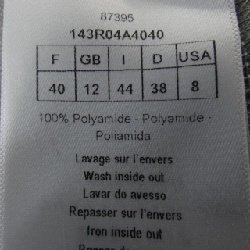 87395
143R04A4040
F GB I D USA
40 12 44 38 8
100% Polyamide - Polyamide -
Poliamida
Lavage sur l'envers
Wash inside out
Lavar do avesso
Repasser sur l'envers
Iron inside out